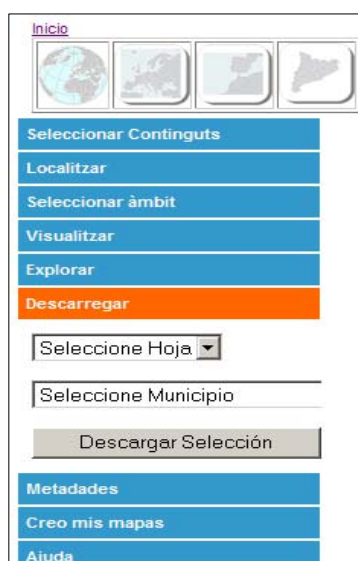 Inicio
Seleccionar Continguts
Localitzar
Seleccionar àmbit
Visualitzar
Explorar
Descarregar
Seleccione Hoja
Seleccione Municipio
Descargar Selección
Metadades
Creo mis mapas
Ajuda